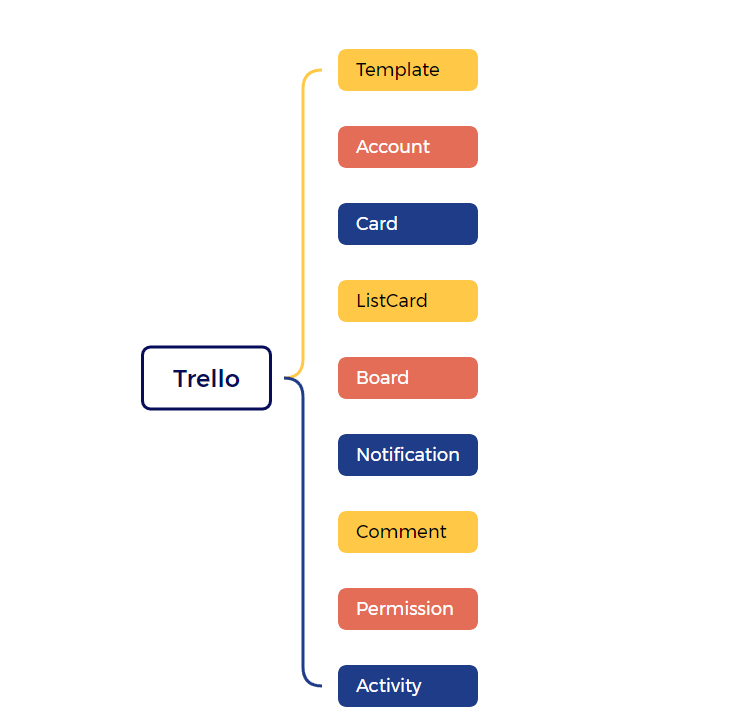 Template
Account
Card
ListCard
Board
Trello
Notification
Comment
Permission
Activity